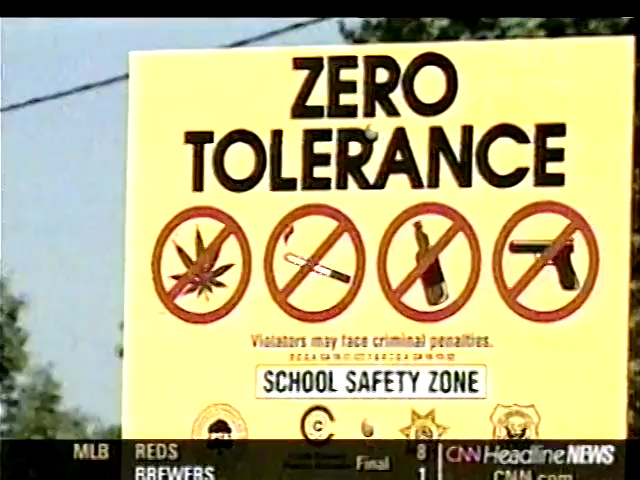 ZERO
TOLERANCE
Violators may face criminal penalties.
SCHOOL SAFETY ZONE
MLB REDS 8
BREWERS Final 1
CNN Headline NEWS
CNN.com